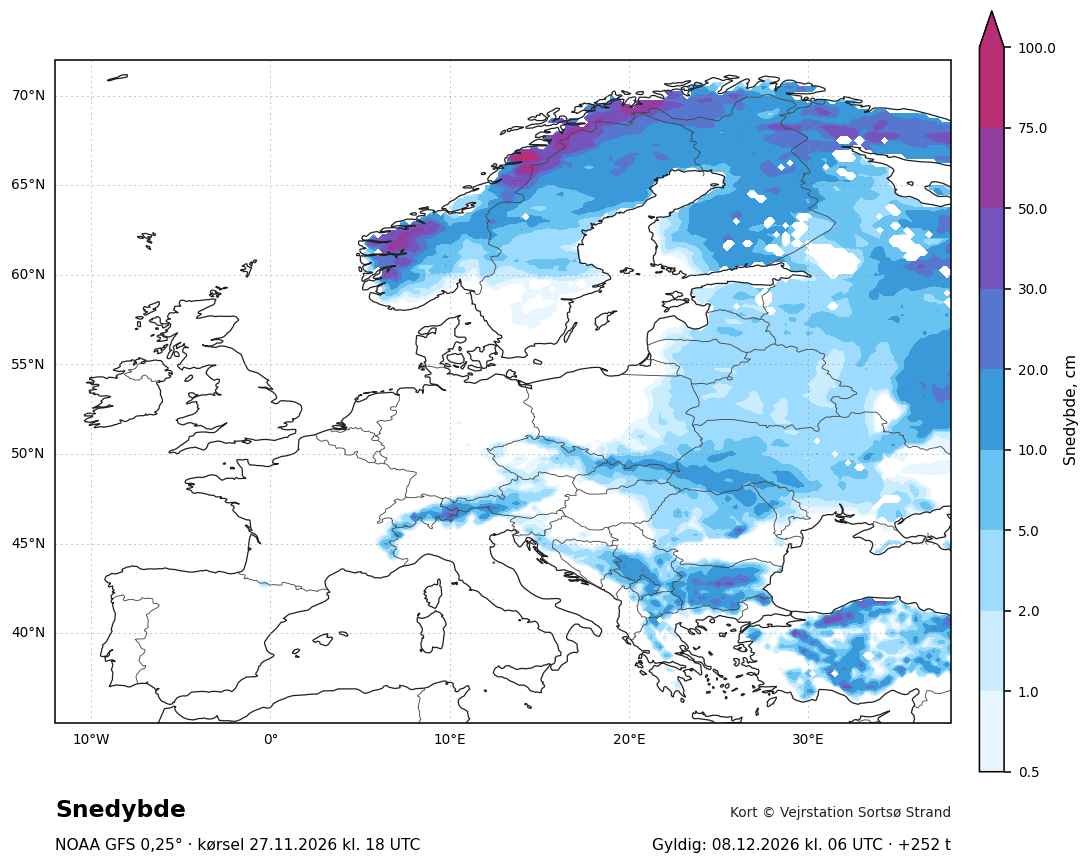 70°N
65°N
60°N
55°N
50°N
45°N
40°N
10°W 0° 10°E 20°E 30°E
100.0
75.0
50.0
30.0
20.0
10.0
5.0
2.0
1.0
0.5
Snedybde, cm
Snedybde
Kort © Vejrstation Sortsø Strand
NOAA GFS 0,25° · kørsel 27.11.2026 kl. 18 UTC
Gyldig: 08.12.2026 kl. 06 UTC · +252 t